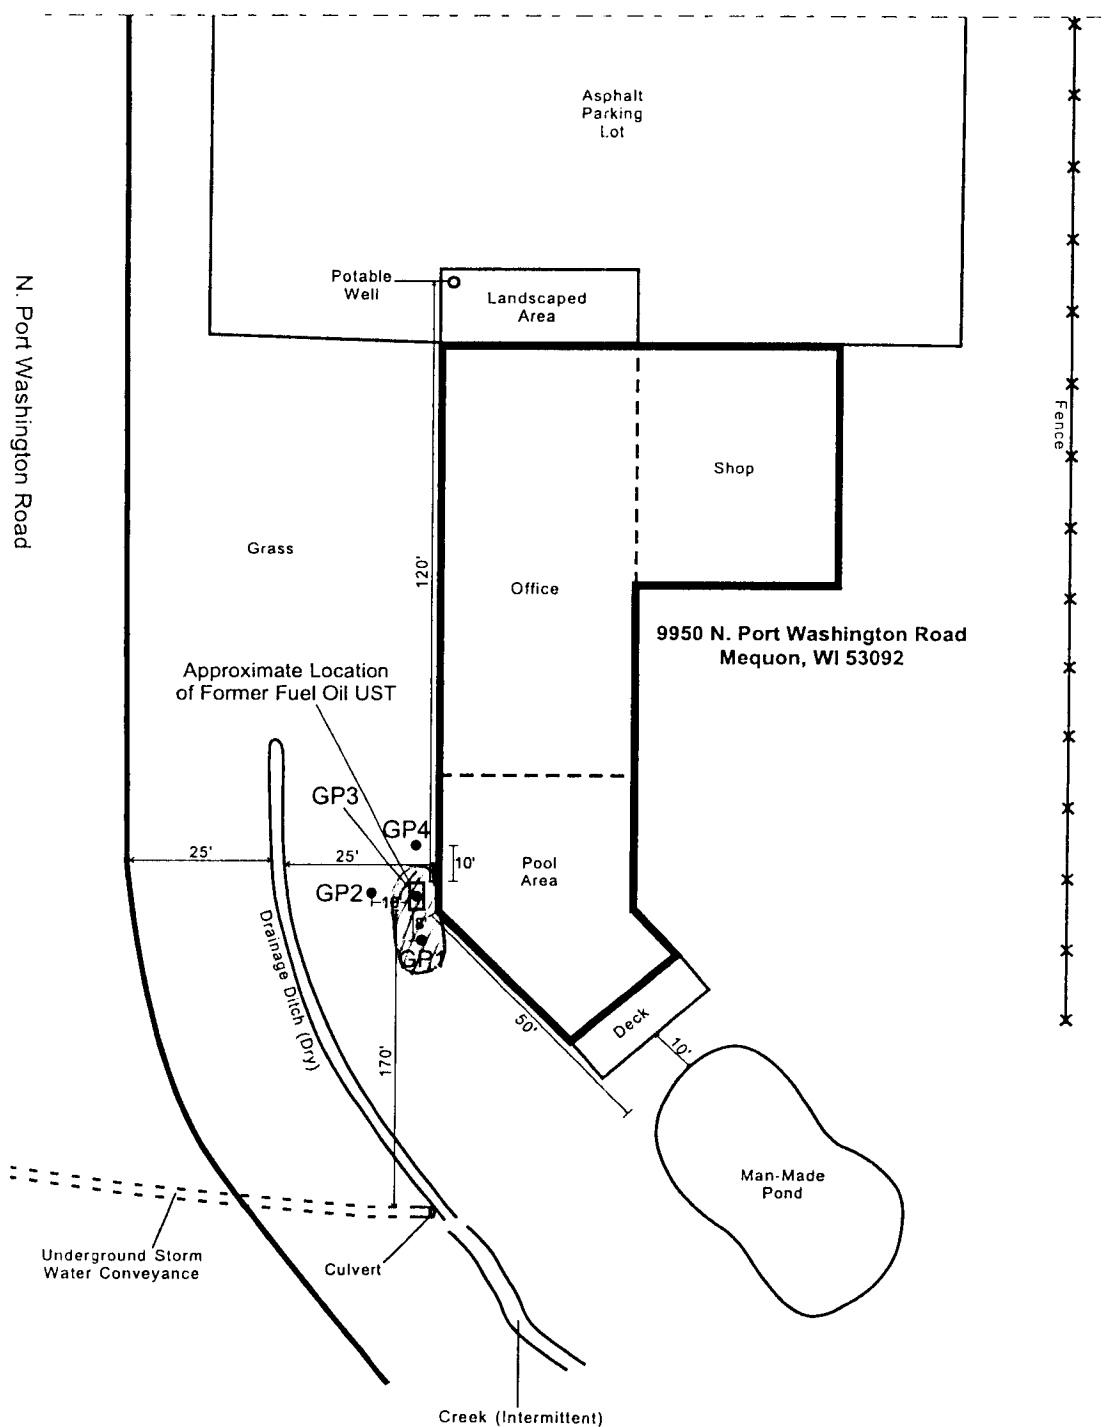 Asphalt
Parking
Lot
Potable
Well
Landscaped
Area
N. Port Washington Road
Fence
Shop
Grass
120'
Office
9950 N. Port Washington Road
Mequon, WI 53092
Approximate Location
of Former Fuel Oil UST
GP3
GP4
25'
25'
10'
Pool
Area
GP2
10'
GP1
Drainage Ditch (Dry)
50'
Deck
10'
170'
Man-Made
Pond
Underground Storm
Water Conveyance
Culvert
Creek (Intermittent)